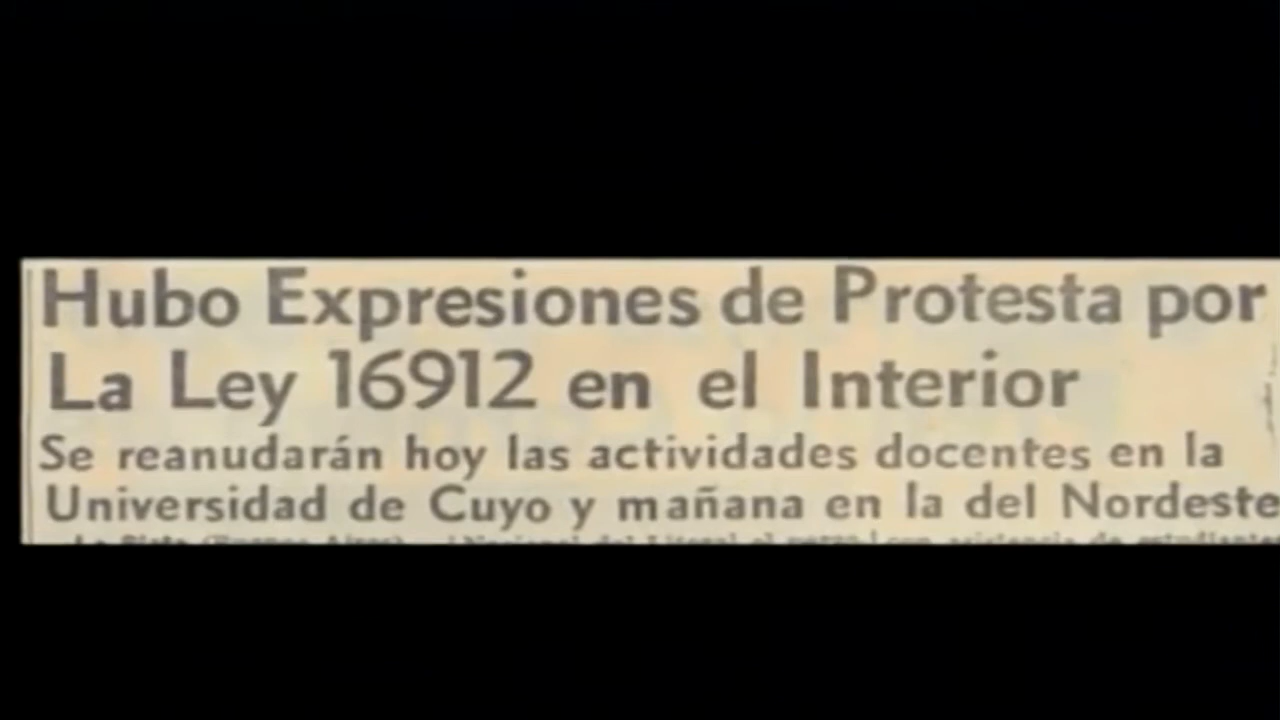 Hubo Expresiones de Protesta por
La Ley 16912 en el Interior
Se reanudarán hoy las actividades docentes en la
Universidad de Cuyo y mañana en la del Nordeste